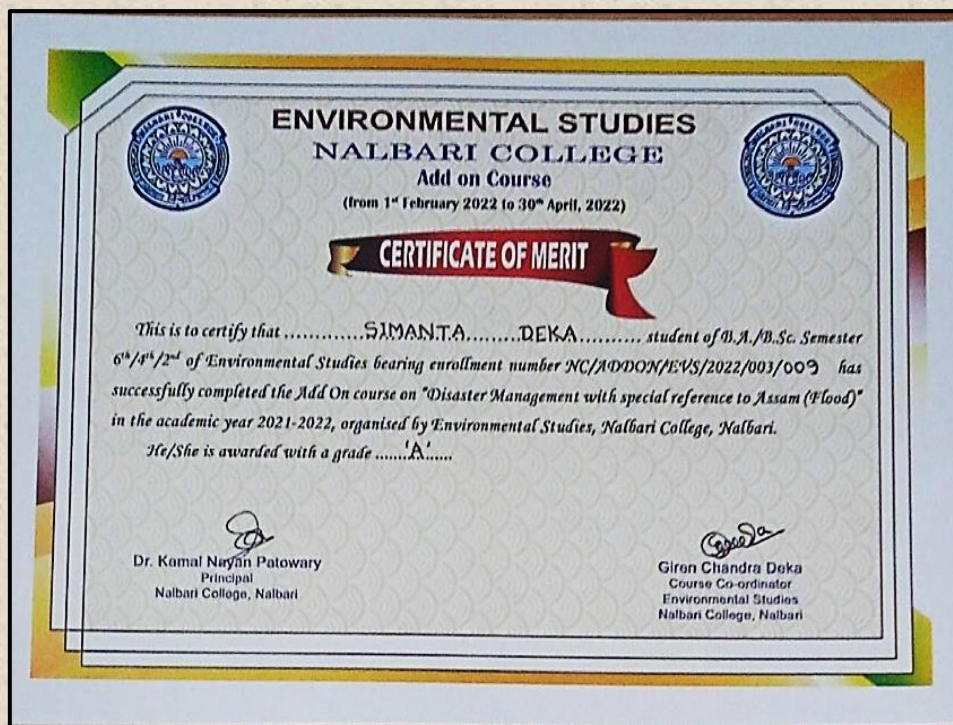 ENVIRONMENTAL STUDIES
NALBARI COLLEGE
Add on Course
(from 1st February 2022 to 30th April, 2022)
CERTIFICATE OF MERIT
This is to certify that .............SIMANTA.........DEKA.......... student of B.A./B.Sc. Semester
6th/4th/2nd of Environmental Studies bearing enrollment number NC/ADDON/EVS/2022/003/009 has
successfully completed the Add On course on "Disaster Management with special reference to Assam (Flood)"
in the academic year 2021-2022, organised by Environmental Studies, Nalbari College, Nalbari.
He/She is awarded with a grade .......'A'......
Dr. Kamal Nayan Patowary
Principal
Nalbari College, Nalbari
Giren Chandra Deka
Course Co-ordinator
Environmental Studies
Nalbari College, Nalbari
NALBARI COLLEGE
NALBARI COLLEGE